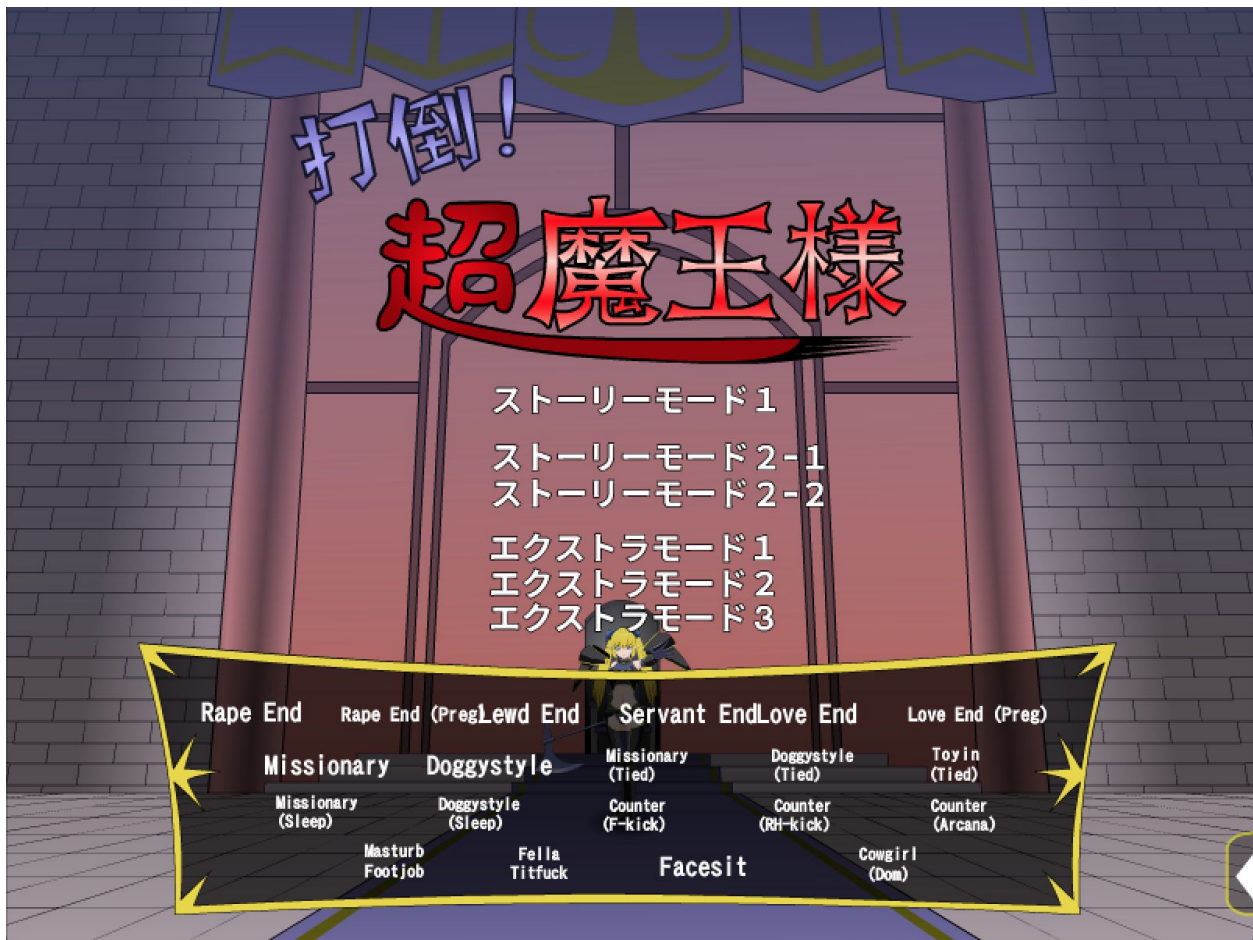 打倒!
超魔王様
ストーリーモード１
ストーリーモード２-１
ストーリーモード２-２
エクストラモード１
エクストラモード２
エクストラモード３
Rape End Rape End (Preg) Lewd End Servant End Love End Love End (Preg)
Missionary Doggystyle Missionary (Tied) Doggystyle (Tied) Toyin (Tied)
Missionary (Sleep) Doggystyle (Sleep) Counter (F-kick) Counter (RH-kick) Counter (Arcana)
Masturb Footjob Fella Titfuck Facesit Cowgirl (Dom)